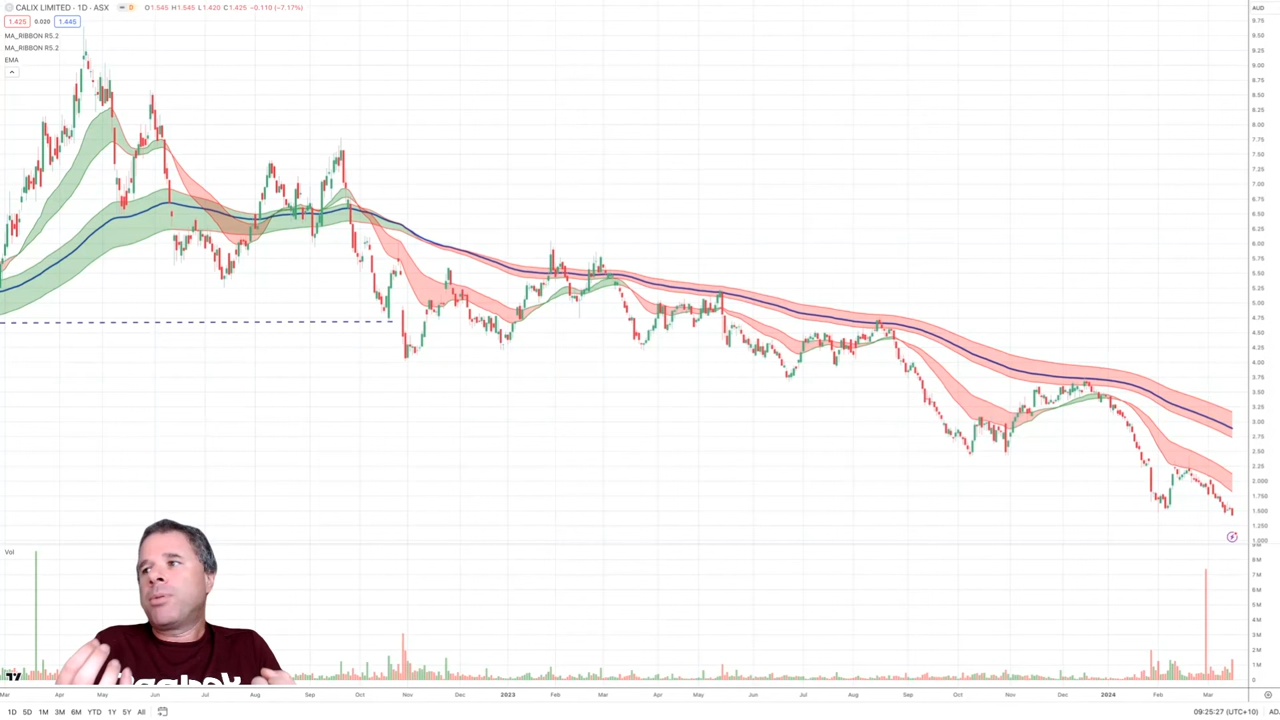 CALIX LIMITED · 1D · ASX D O1.545 H1.545 L1.420 C1.425 −0.110 (−7.17%) AUD
1.425 0.020 1.445
MA_RIBBON R5.2
MA_RIBBON R5.2
EMA
9.75
9.50
9.25
9.00
8.75
8.50
8.25
8.00
7.75
7.50
7.25
7.00
6.75
6.50
6.25
6.00
5.75
5.50
5.25
5.00
4.75
4.50
4.25
4.00
3.75
3.50
3.25
3.00
2.75
2.50
2.25
2.000
1.750
1.500
1.250
1.000
Vol
8M
7M
6M
5M
4M
3M
2M
1M
0
Mar Apr May Jun Jul Aug Sep Oct Nov Dec 2023 Feb Mar Apr May Jun Jul Aug Sep Oct Nov Dec 2024 Feb Mar
1D 5D 1M 3M 6M YTD 1Y 5Y All 09:25:27 (UTC+10) ADJ